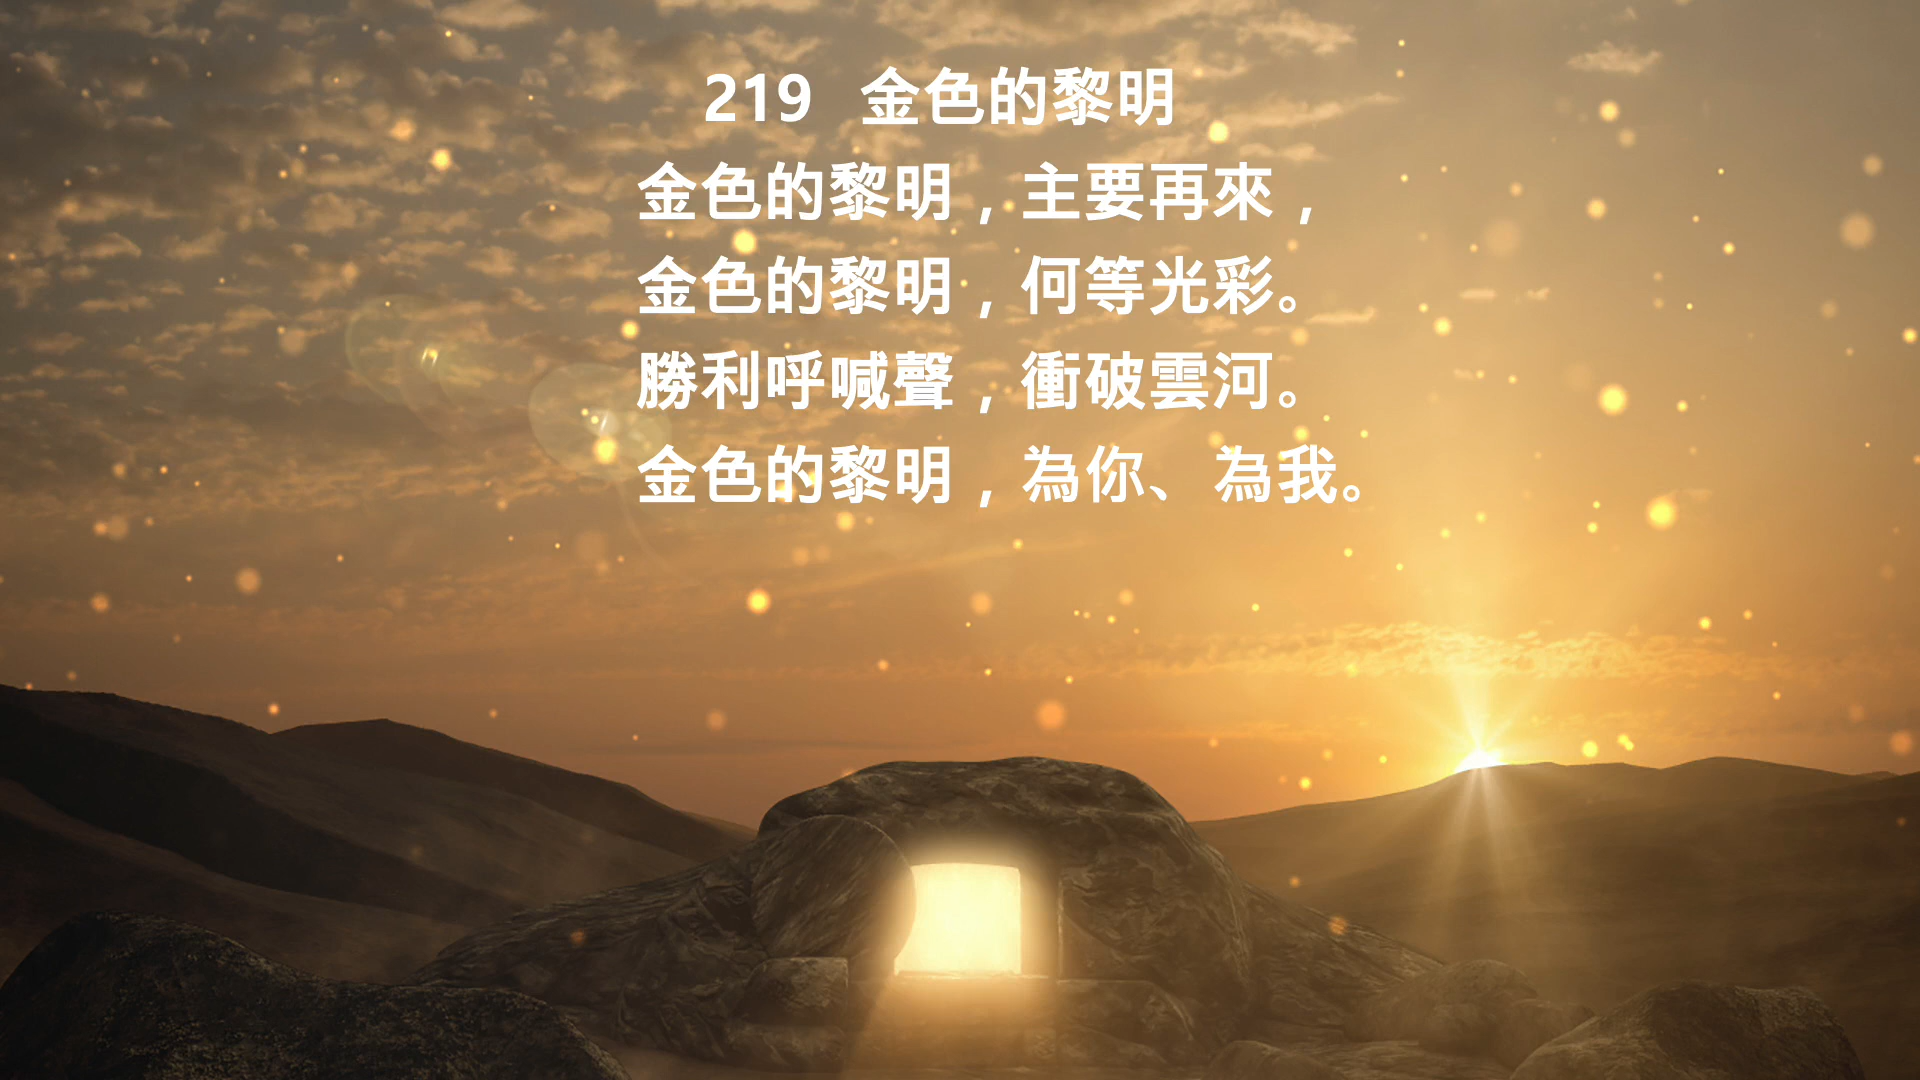 219 金色的黎明
金色的黎明，主要再來，
金色的黎明，何等光彩。
勝利呼喊聲，衝破雲河。
金色的黎明，為你、為我。